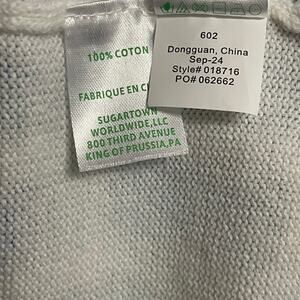 100% COTON
FABRIQUE EN
SUGARTOWN
WORLDWIDE,LLC
800 THIRD AVENUE
KING OF PRUSSIA,PA
602
Dongguan, China
Sep-24
Style# 018716
PO# 062662